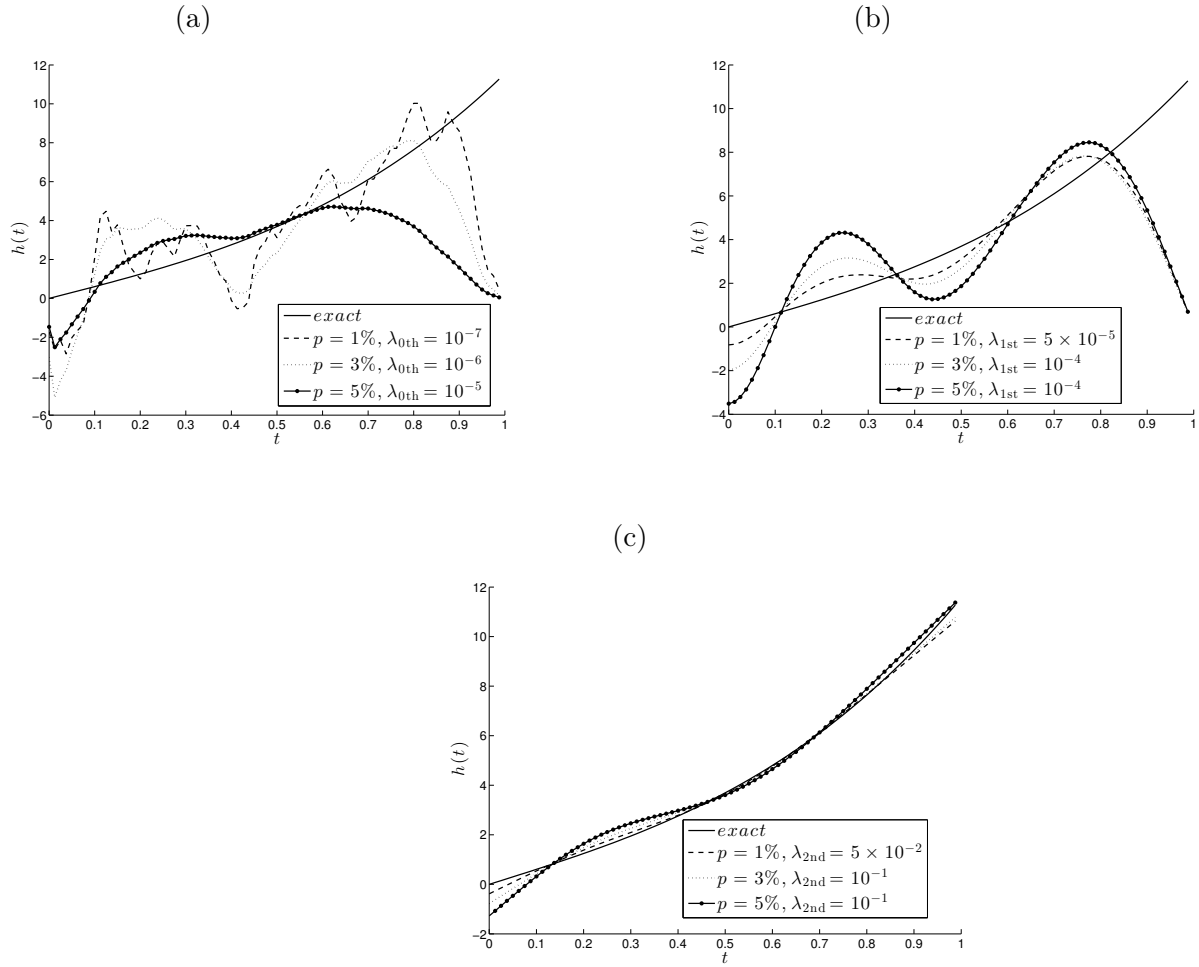 (a)
12
10
8
6
4
2
0
−2
−4
−6
h(t)
0 0.1 0.2 0.3 0.4 0.5 0.6 0.7 0.8 0.9 1
t
exact
p = 1%, λ0th = 10−7
p = 3%, λ0th = 10−6
p = 5%, λ0th = 10−5
(b)
12
10
8
6
4
2
0
−2
−4
h(t)
0 0.1 0.2 0.3 0.4 0.5 0.6 0.7 0.8 0.9 1
t
exact
p = 1%, λ1st = 5 × 10−5
p = 3%, λ1st = 10−4
p = 5%, λ1st = 10−4
(c)
12
10
8
6
4
2
0
−2
h(t)
0 0.1 0.2 0.3 0.4 0.5 0.6 0.7 0.8 0.9 1
t
exact
p = 1%, λ2nd = 5 × 10−2
p = 3%, λ2nd = 10−1
p = 5%, λ2nd = 10−1